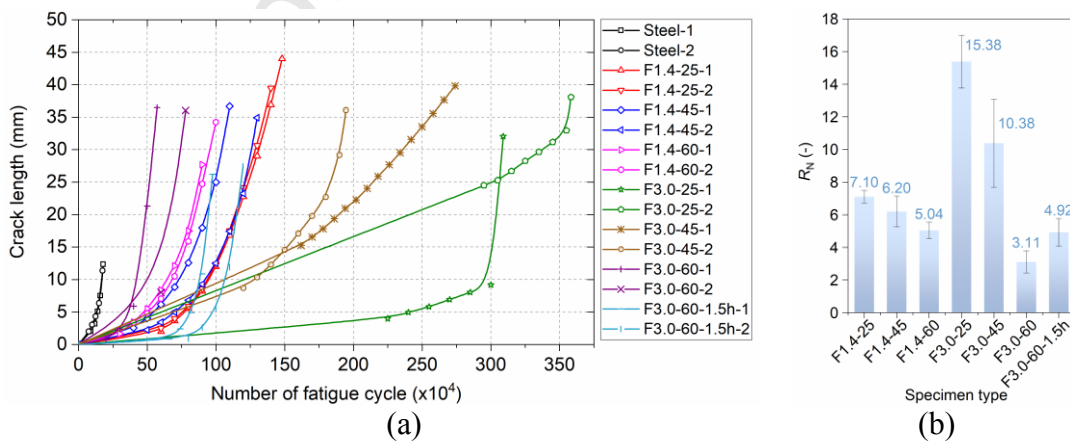 50
45
40
35
30
25
20
15
10
5
0
0 50 100 150 200 250 300 350
Crack length (mm)
Number of fatigue cycle (x10⁴)
Steel-1
Steel-2
F1.4-25-1
F1.4-25-2
F1.4-45-1
F1.4-45-2
F1.4-60-1
F1.4-60-2
F3.0-25-1
F3.0-25-2
F3.0-45-1
F3.0-45-2
F3.0-60-1
F3.0-60-2
F3.0-60-1.5h-1
F3.0-60-1.5h-2
(a)
18
16
14
12
10
8
6
4
2
0
R_N (-)
7.10
6.20
5.04
15.38
10.38
3.11
4.92
F1.4-25
F1.4-45
F1.4-60
F3.0-25
F3.0-45
F3.0-60
F3.0-60-1.5h
Specimen type
(b)